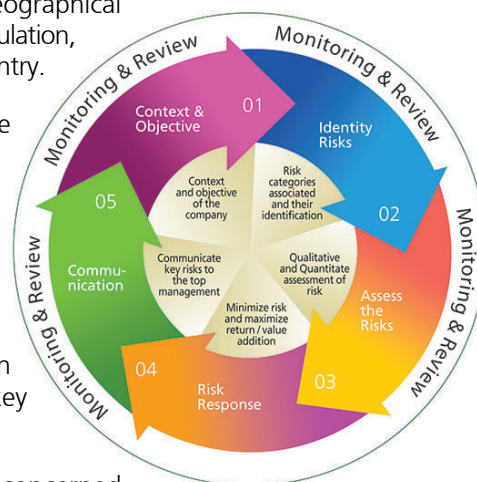 eographical
ulation,
ntry.
e
n
key
concerned
Monitoring & Review
Monitoring & Review
Monitoring & Review
Monitoring & Review
Monitoring & Review
01
Context &
Objective
Identity
Risks
02
Assess
the
Risks
03
04
Risk
Response
05
Commu-
nication
Context
and objective
of the
company
Risk
categories
associated
and their
identification
Qualitative
and Quantitate
assessment of
risk
Minimize risk
and maximize
return / value
addition
Communicate
key risks to
the top
management